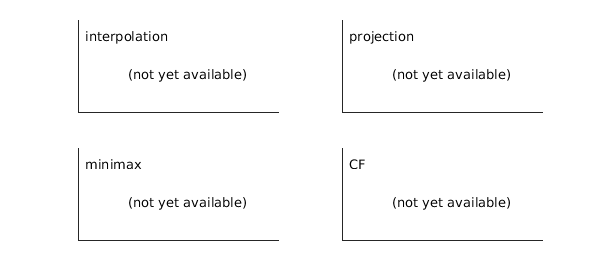 interpolation
(not yet available)
projection
(not yet available)
minimax
(not yet available)
CF
(not yet available)